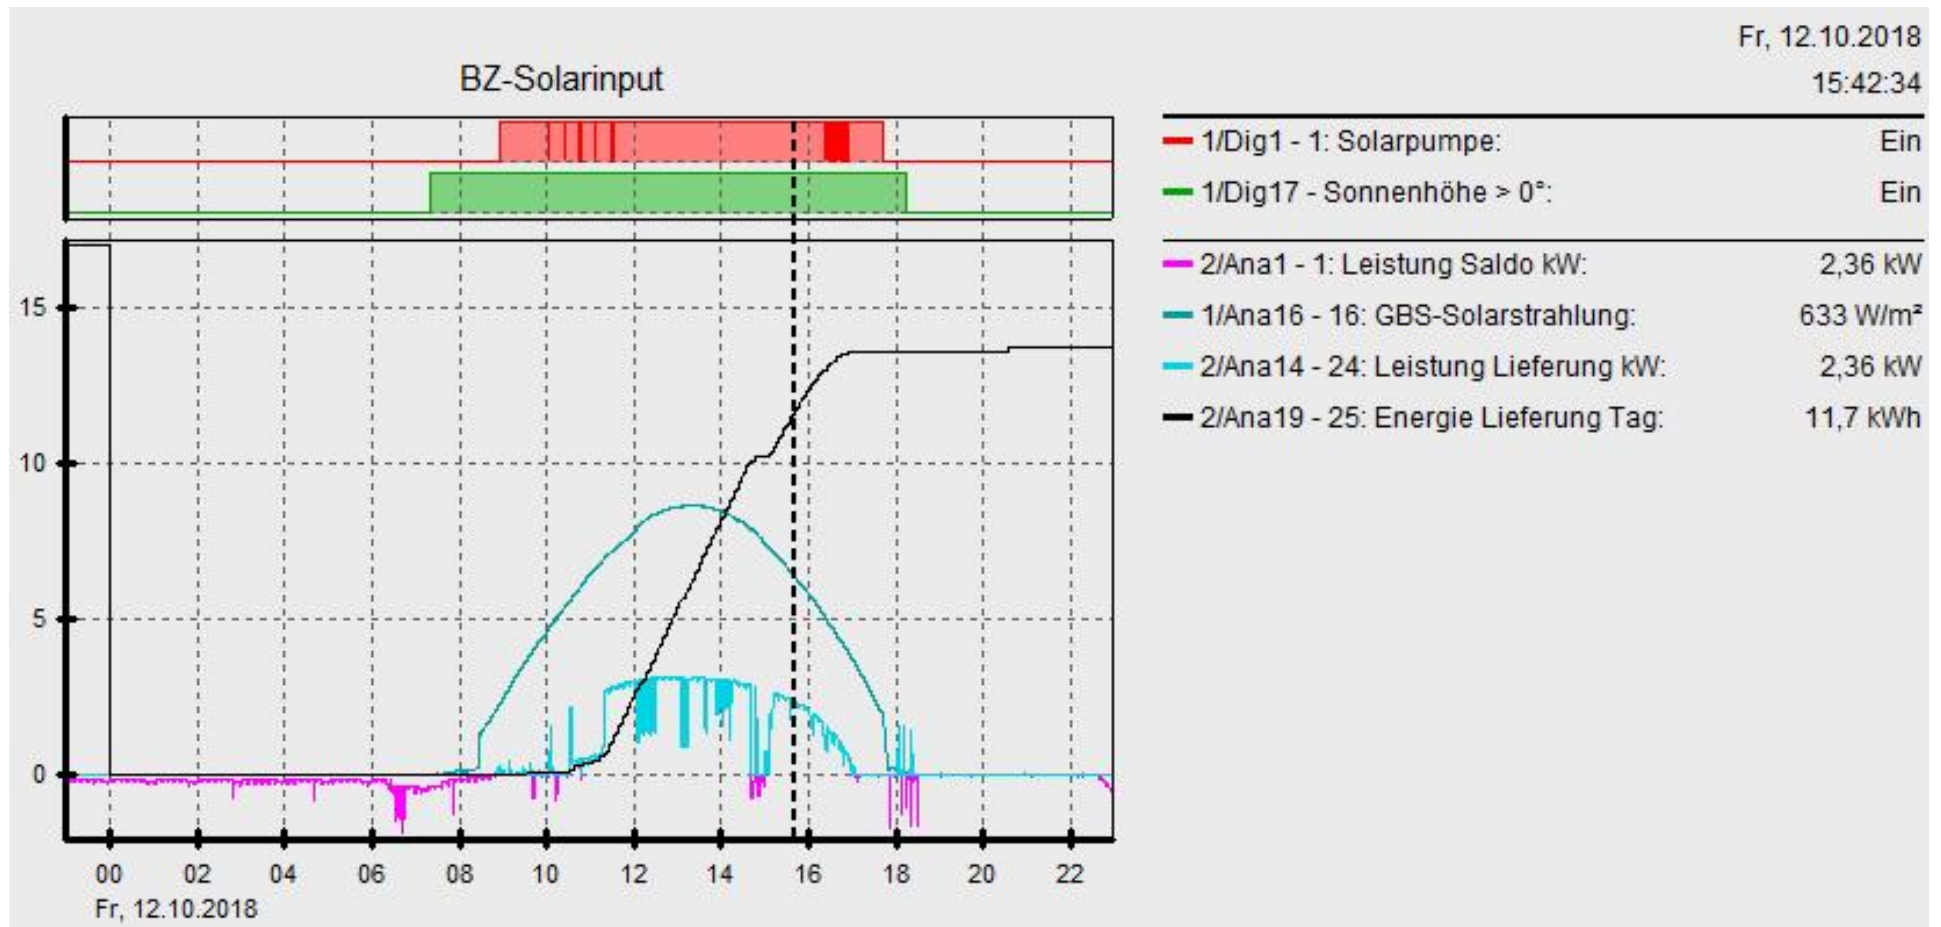 Fr, 12.10.2018
15:42:34
BZ-Solarinput
1/Dig1 - 1: Solarpumpe: Ein
1/Dig17 - Sonnenhöhe > 0°: Ein
2/Ana1 - 1: Leistung Saldo kW: 2,36 kW
1/Ana16 - 16: GBS-Solarstrahlung: 633 W/m²
2/Ana14 - 24: Leistung Lieferung kW: 2,36 kW
2/Ana19 - 25: Energie Lieferung Tag: 11,7 kWh
15
10
5
0
00 02 04 06 08 10 12 14 16 18 20 22
Fr, 12.10.2018